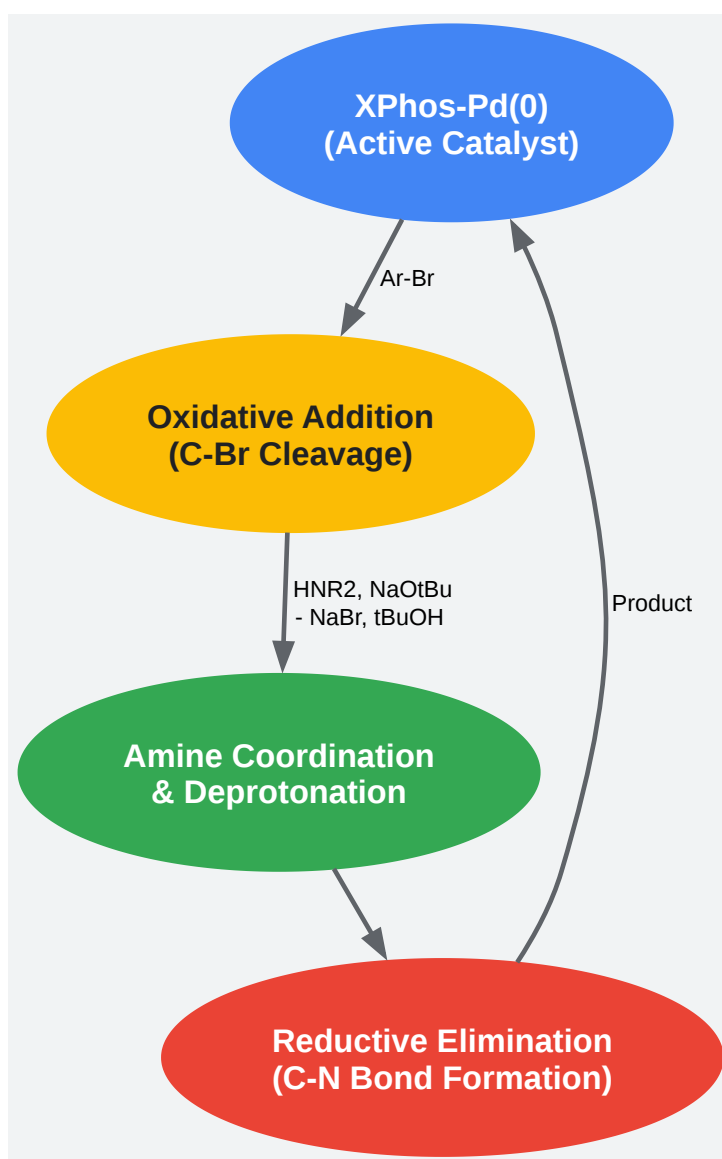 XPhos-Pd(0)
(Active Catalyst)
Ar-Br
Oxidative Addition
(C-Br Cleavage)
HNR2, NaOtBu
- NaBr, tBuOH
Product
Amine Coordination
& Deprotonation
Reductive Elimination
(C-N Bond Formation)